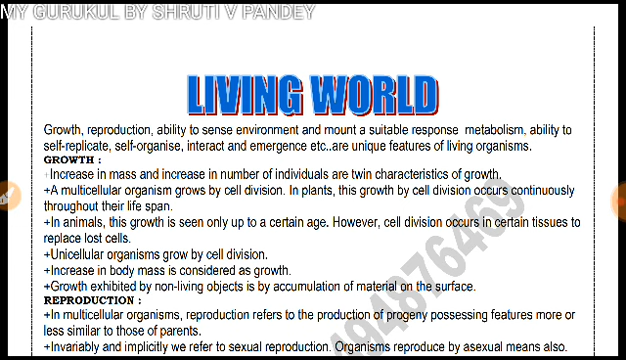 MY GURUKUL BY SHRUTI V PANDEY
LIVING WORLD
Growth, reproduction, ability to sense environment and mount a suitable response metabolism, ability to
self-replicate, self-organise, interact and emergence etc..are unique features of living organisms.
GROWTH :
+Increase in mass and increase in number of individuals are twin characteristics of growth.
+A multicellular organism grows by cell division. In plants, this growth by cell division occurs continuously
throughout their life span.
+In animals, this growth is seen only up to a certain age. However, cell division occurs in certain tissues to
replace lost cells.
+Unicellular organisms grow by cell division.
+Increase in body mass is considered as growth.
+Growth exhibited by non-living objects is by accumulation of material on the surface.
REPRODUCTION :
+In multicellular organisms, reproduction refers to the production of progeny possessing features more or
less similar to those of parents.
+Invariably and implicitly we refer to sexual reproduction. Organisms reproduce by asexual means also.
494876469